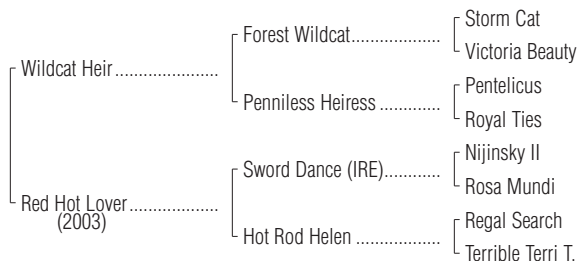 Storm Cat
Forest Wildcat....................
Victoria Beauty
Wildcat Heir.......................
Pentelicus
Penniless Heiress.............
Royal Ties
Nijinsky II
Sword Dance (IRE)............
Rosa Mundi
Red Hot Lover....................
(2003)
Regal Search
Hot Rod Helen..................
Terrible Terri T.